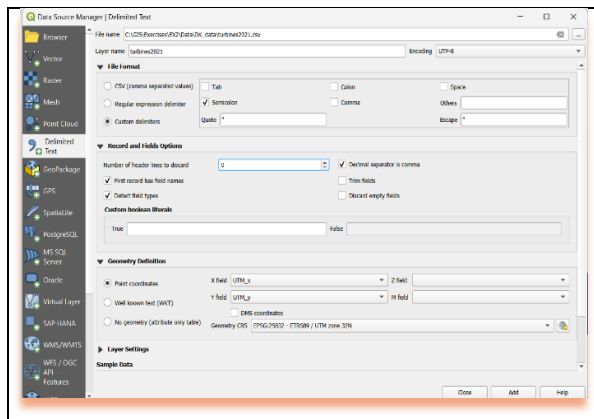 Data Source Manager | Delimited Text
Browser
Vector
Raster
Mesh
Point Cloud
Delimited
Text
GeoPackage
GPS
SpatiaLite
PostgreSQL
MS SQL
Server
Oracle
Virtual Layer
SAP HANA
WMS/WMTS
WFS / OGC
API -
Features
File name C:\GIS\Exercises\EX2\Data\DK_data\turbines2021.csv
Layer name turbines2021 Encoding UTF-8
File Format
CSV (comma separated values) Tab Colon Space
Regular expression delimiter Semicolon Comma Others
Custom delimiters Quote " Escape "
Record and Fields Options
Number of header lines to discard 0 Decimal separator is comma
First record has field names Trim fields
Detect field types Discard empty fields
Custom boolean literals
True False
Geometry Definition
Point coordinates X field UTM_x Z field
Well known text (WKT) Y field UTM_y M field
DMS coordinates
No geometry (attribute only table) Geometry CRS EPSG:25832 - ETRS89 / UTM zone 32N
Layer Settings
Sample Data
Close Add Help